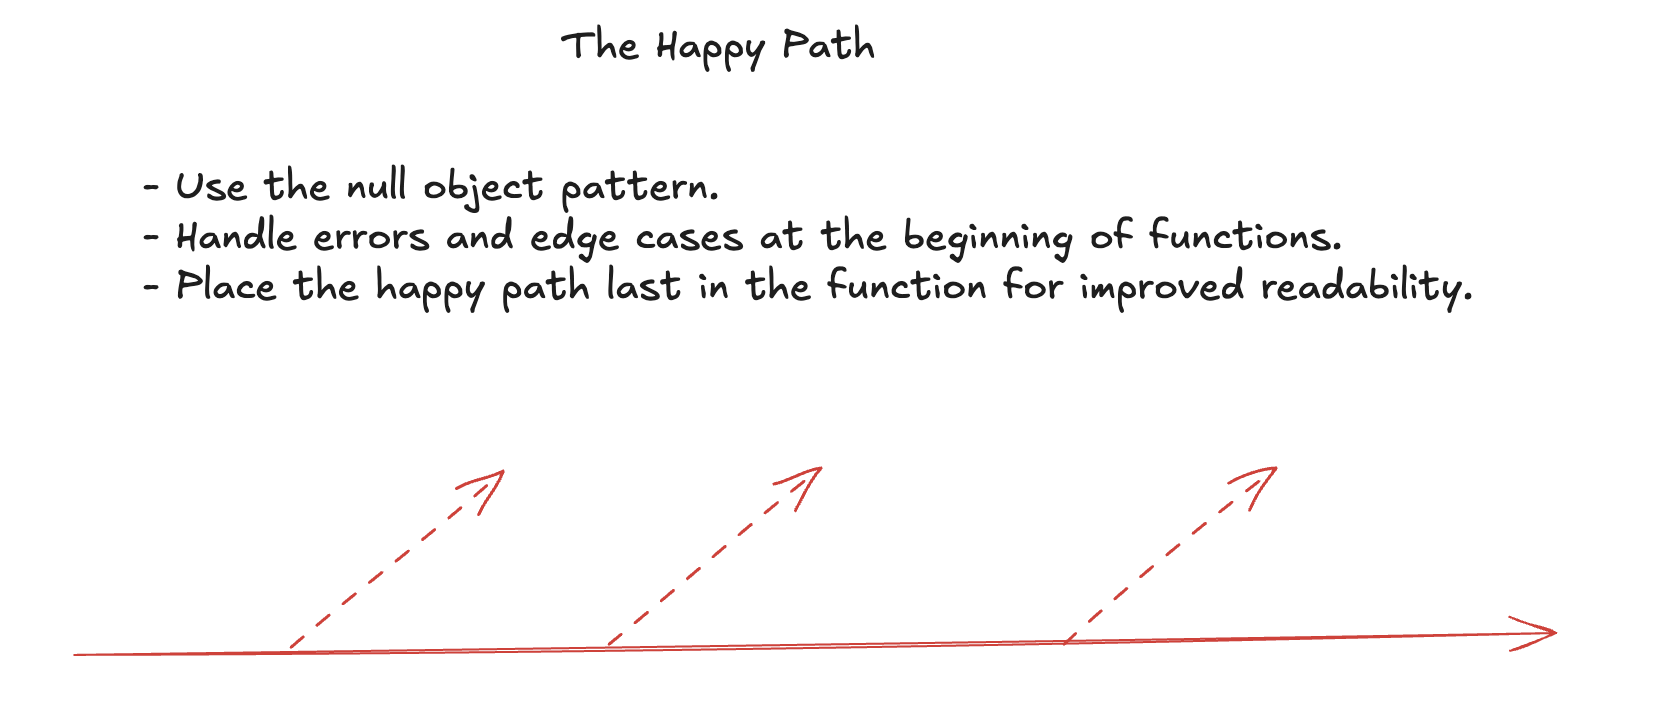 The Happy Path
- Use the null object pattern.
- Handle errors and edge cases at the beginning of functions.
- Place the happy path last in the function for improved readability.